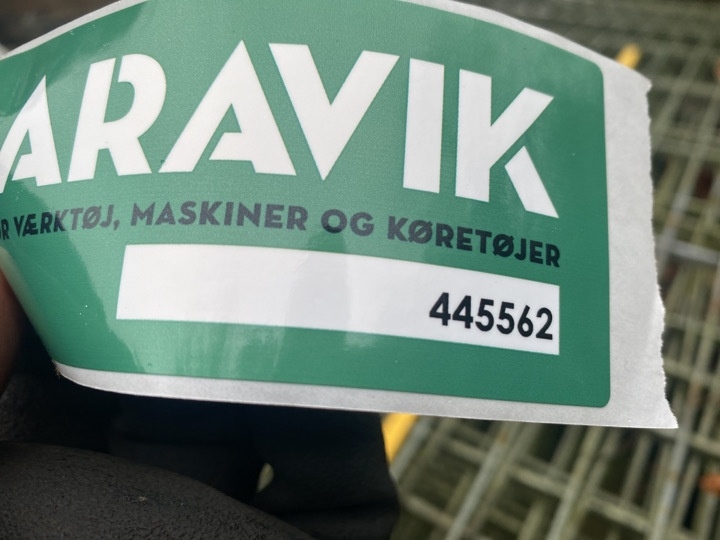 ARAVIK
R VÆRKTØJ, MASKINER OG KØRETØJER
445562